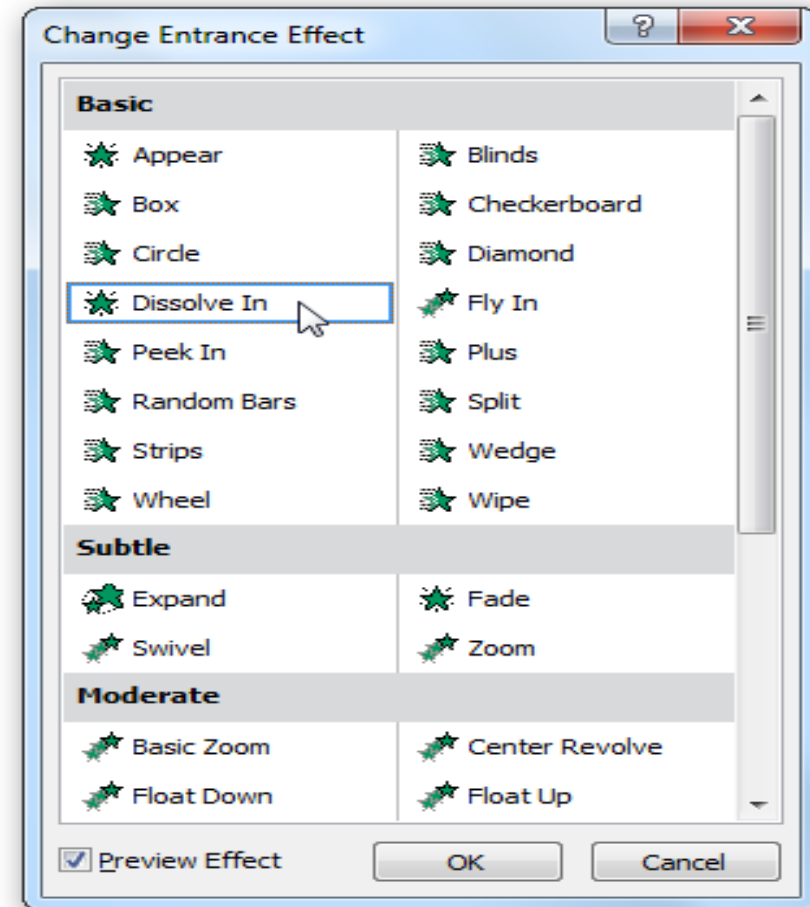 Change Entrance Effect
Basic
Appear Blinds
Box Checkerboard
Circle Diamond
Dissolve In Fly In
Peek In Plus
Random Bars Split
Strips Wedge
Wheel Wipe
Subtle
Expand Fade
Swivel Zoom
Moderate
Basic Zoom Center Revolve
Float Down Float Up
Preview Effect OK Cancel